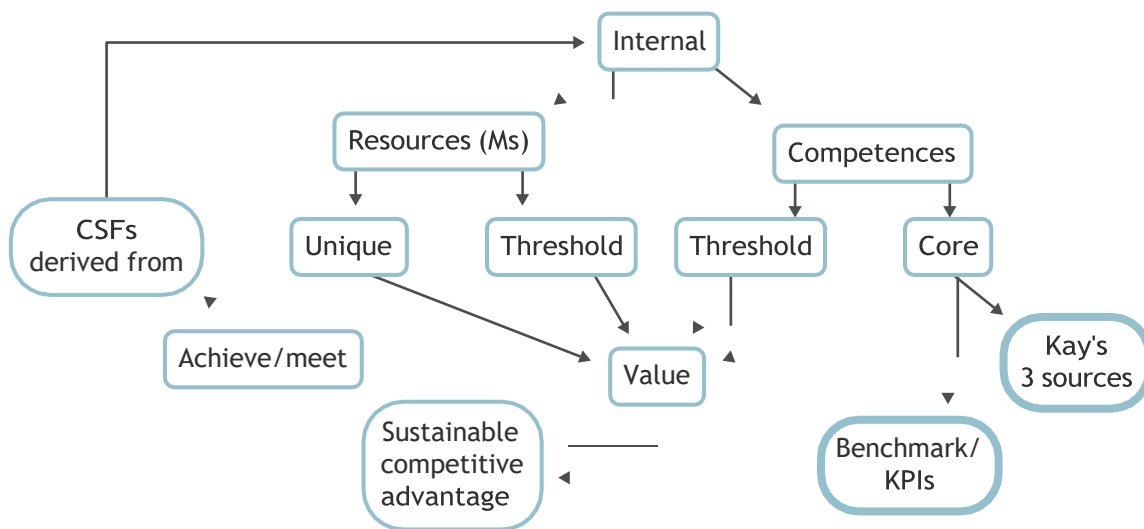 Internal
Resources (Ms)
Competences
CSFs
derived from
Unique
Threshold
Threshold
Core
Achieve/meet
Value
Kay's
3 sources
Sustainable
competitive
advantage
Benchmark/
KPIs